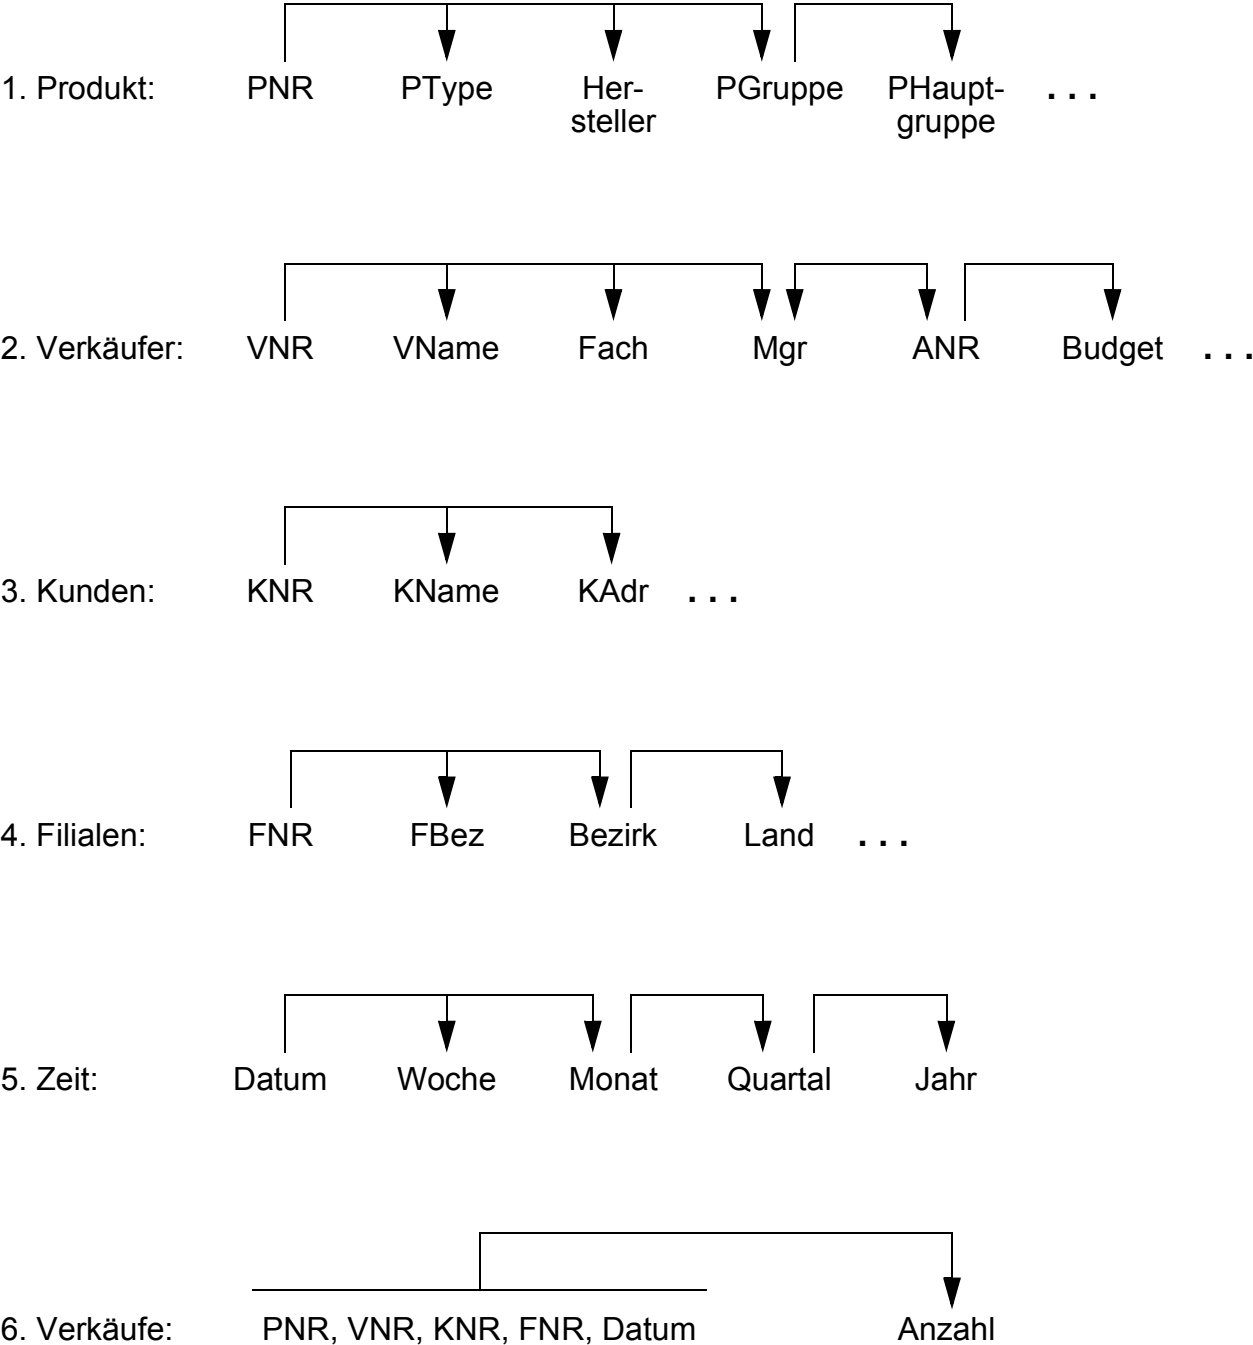 1. Produkt: PNR PType Her- PGruppe PHaupt- . . .
steller gruppe
2. Verkäufer: VNR VName Fach Mgr ANR Budget . . .
3. Kunden: KNR KName KAdr . . .
4. Filialen: FNR FBez Bezirk Land . . .
5. Zeit: Datum Woche Monat Quartal Jahr
6. Verkäufe: PNR, VNR, KNR, FNR, Datum Anzahl